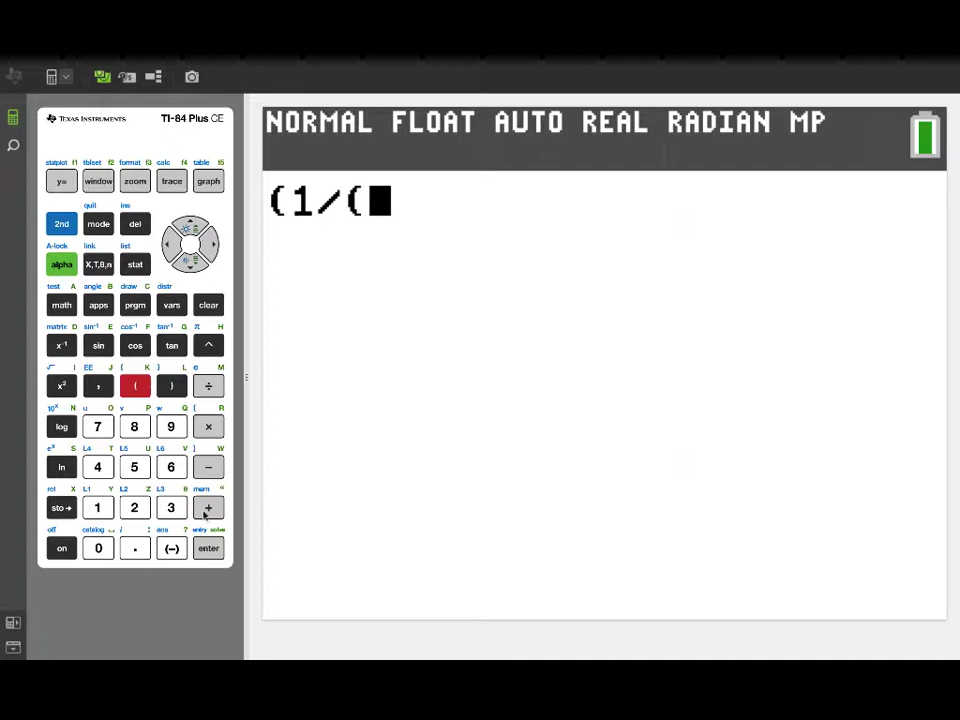 TEXAS INSTRUMENTS TI-84 Plus CE
NORMAL FLOAT AUTO REAL RADIAN MP
(1/(
statplot f1 tblset f2 format f3 calc f4 table f5
y= window zoom trace graph
quit ins
2nd mode del
A-lock link list
alpha X,T,θ,n stat
test A angle B draw C distr
math apps prgm vars clear
matrix D sin⁻¹ E cos⁻¹ F tan⁻¹ G π H
x⁻¹ sin cos tan ^
√ I EE J { K } L e M
x² , ( ) ÷
10ˣ N u O v P w Q [ R
log 7 8 9 ×
eˣ S L4 T L5 U L6 V ] W
ln 4 5 6 −
rcl X L1 Y L2 Z L3 θ mem "
sto→ 1 2 3 +
off catalog ⎵ i : ans ? entry solve
on 0 . (−) enter